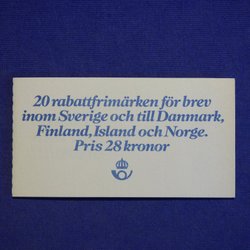 20 rabattfrimärken för brev
inom Sverige och till Danmark,
Finland, Island och Norge.
Pris 28 kronor